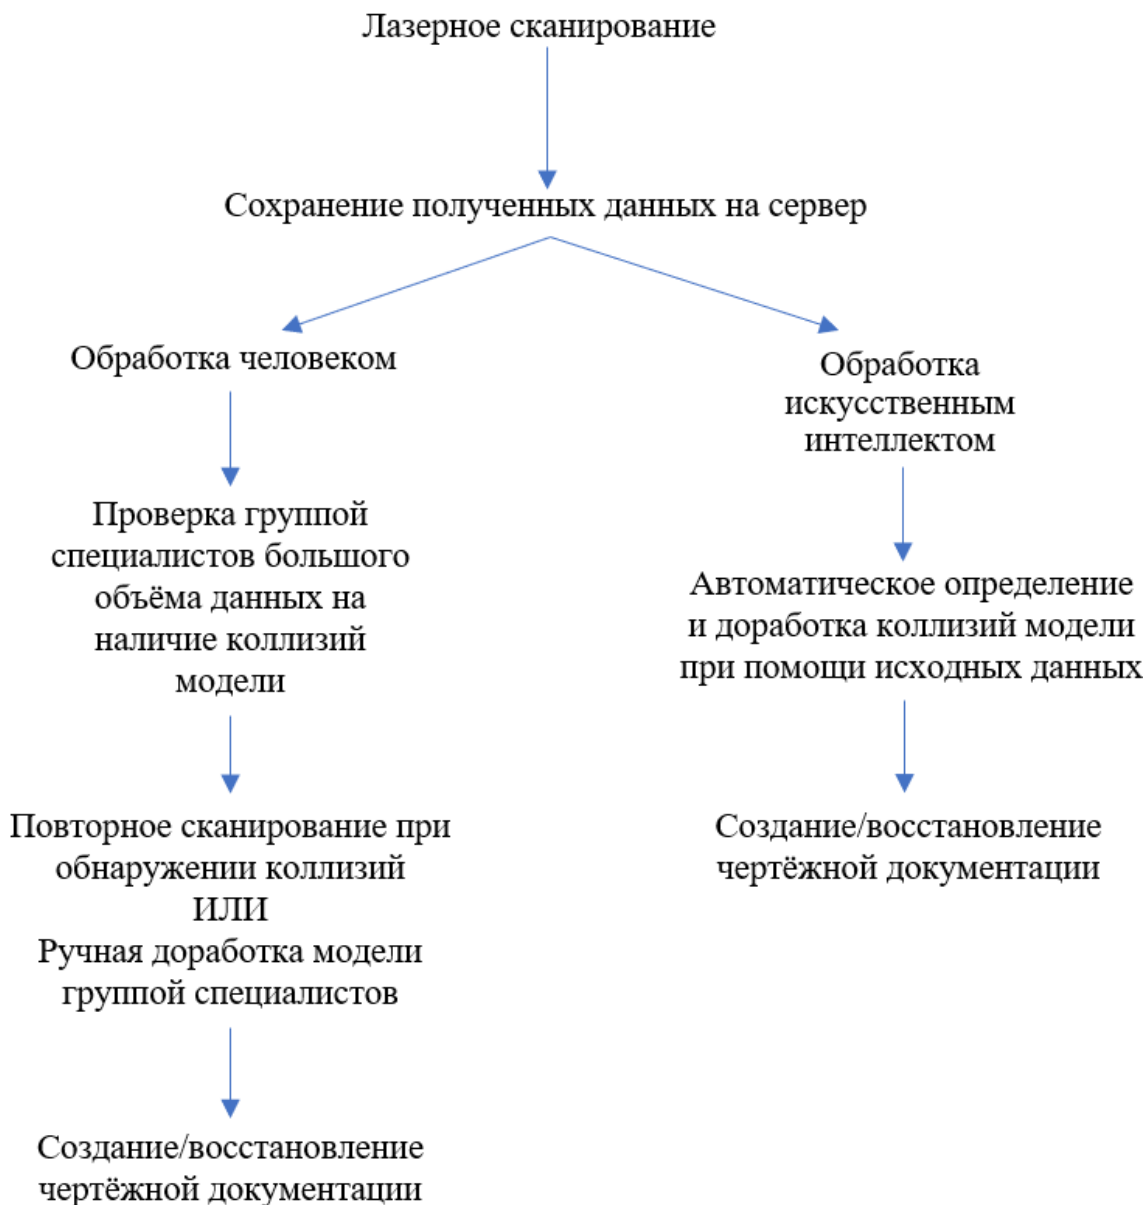 Лазерное сканирование
Сохранение полученных данных на сервер
Обработка человеком
Проверка группой
специалистов большого
объёма данных на
наличие коллизий
модели
Повторное сканирование при
обнаружении коллизий
ИЛИ
Ручная доработка модели
группой специалистов
Создание/восстановление
чертёжной документации
Обработка
искусственным
интеллектом
Автоматическое определение
и доработка коллизий модели
при помощи исходных данных
Создание/восстановление
чертёжной документации